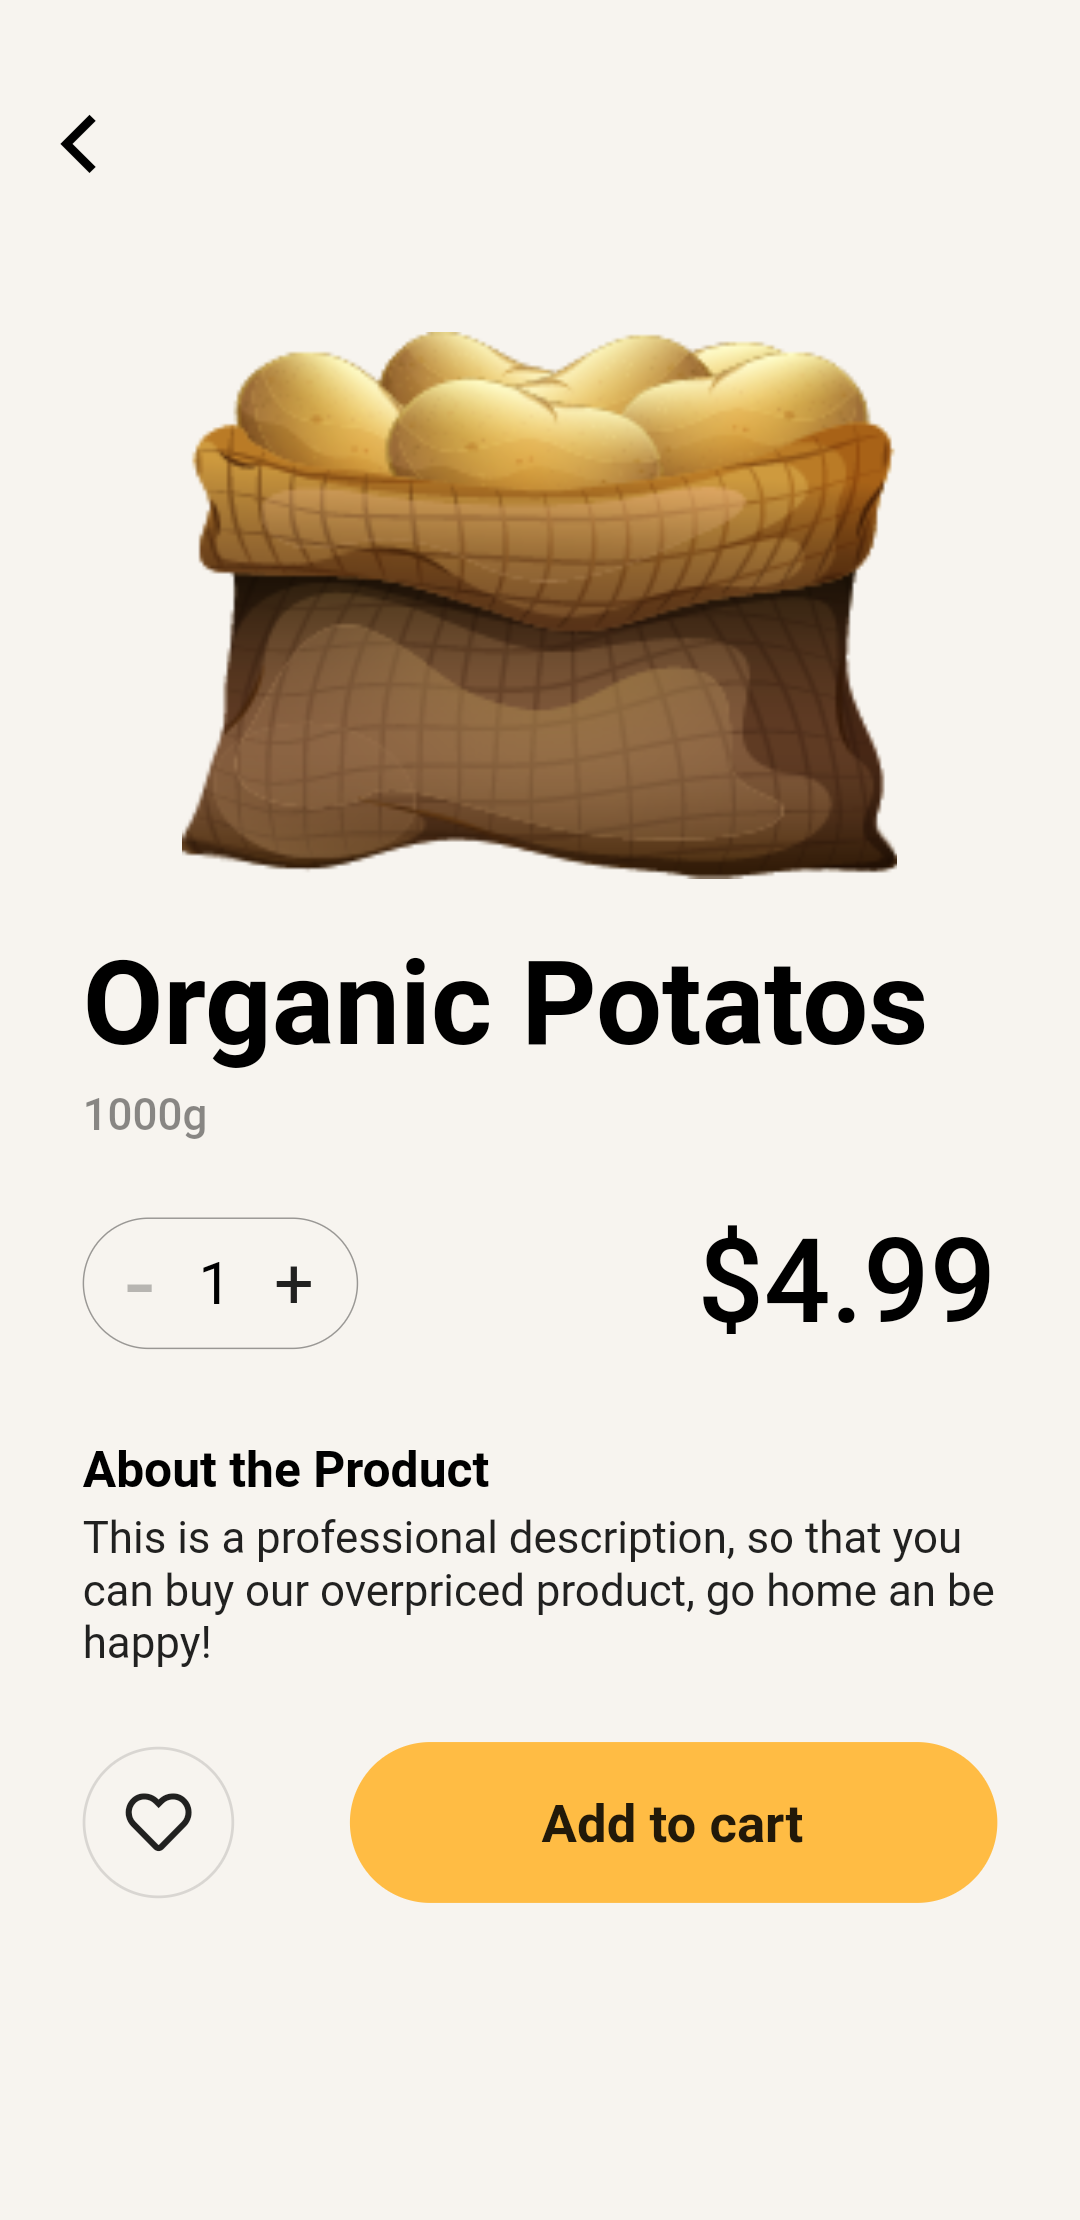 Organic Potatos
1000g
- 1 +
$4.99
About the Product
This is a professional description, so that you
can buy our overpriced product, go home an be
happy!
Add to cart